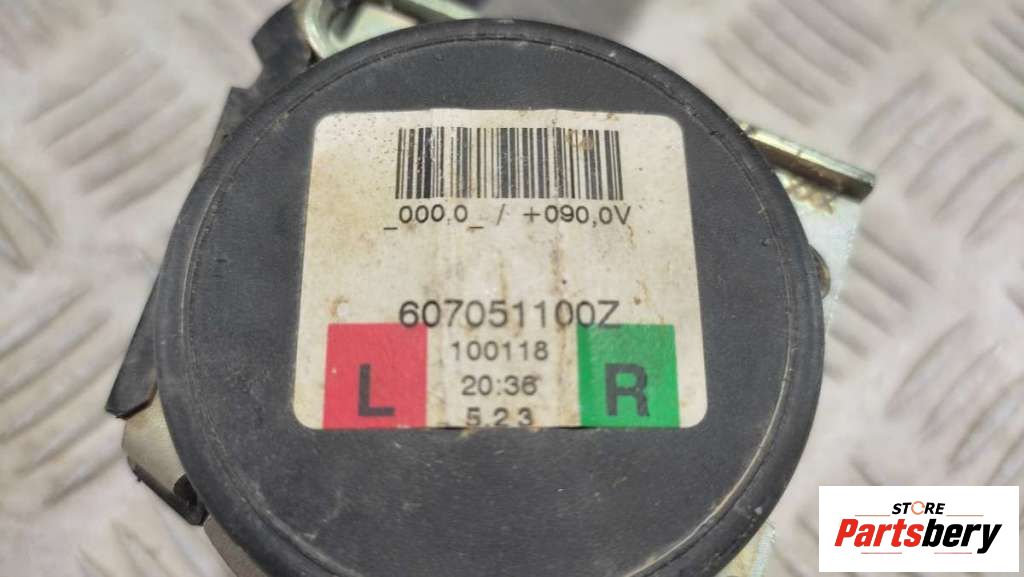 _000,0_ / +090,0V
607051100Z
L
100118
20:36
5.2.3
R
STORE
Partsbery